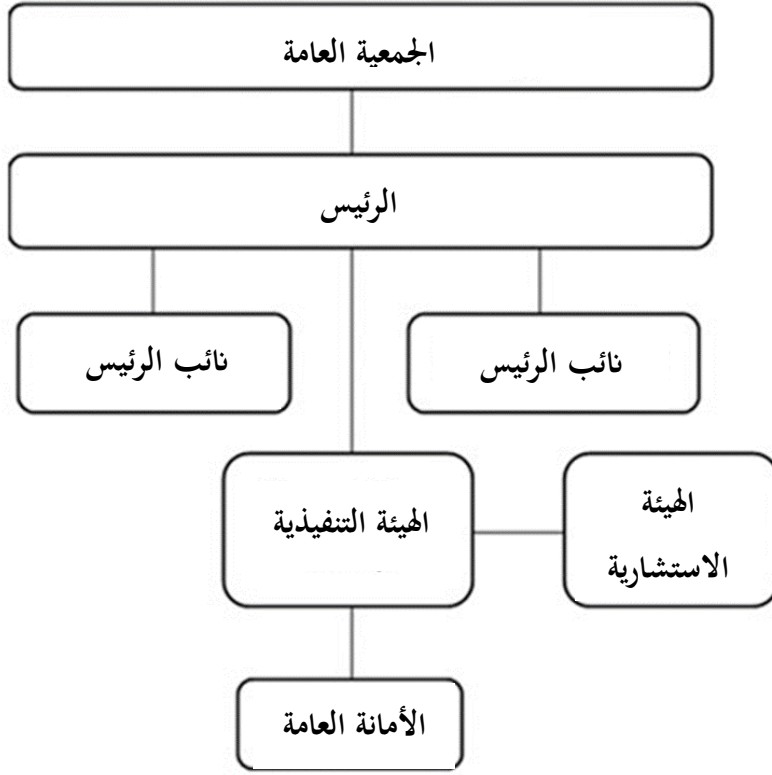 الجمعية العامة
الرئيس
نائب الرئيس
نائب الرئيس
الهيئة التنفيذية
الهيئة
الاستشارية
الأمانة العامة